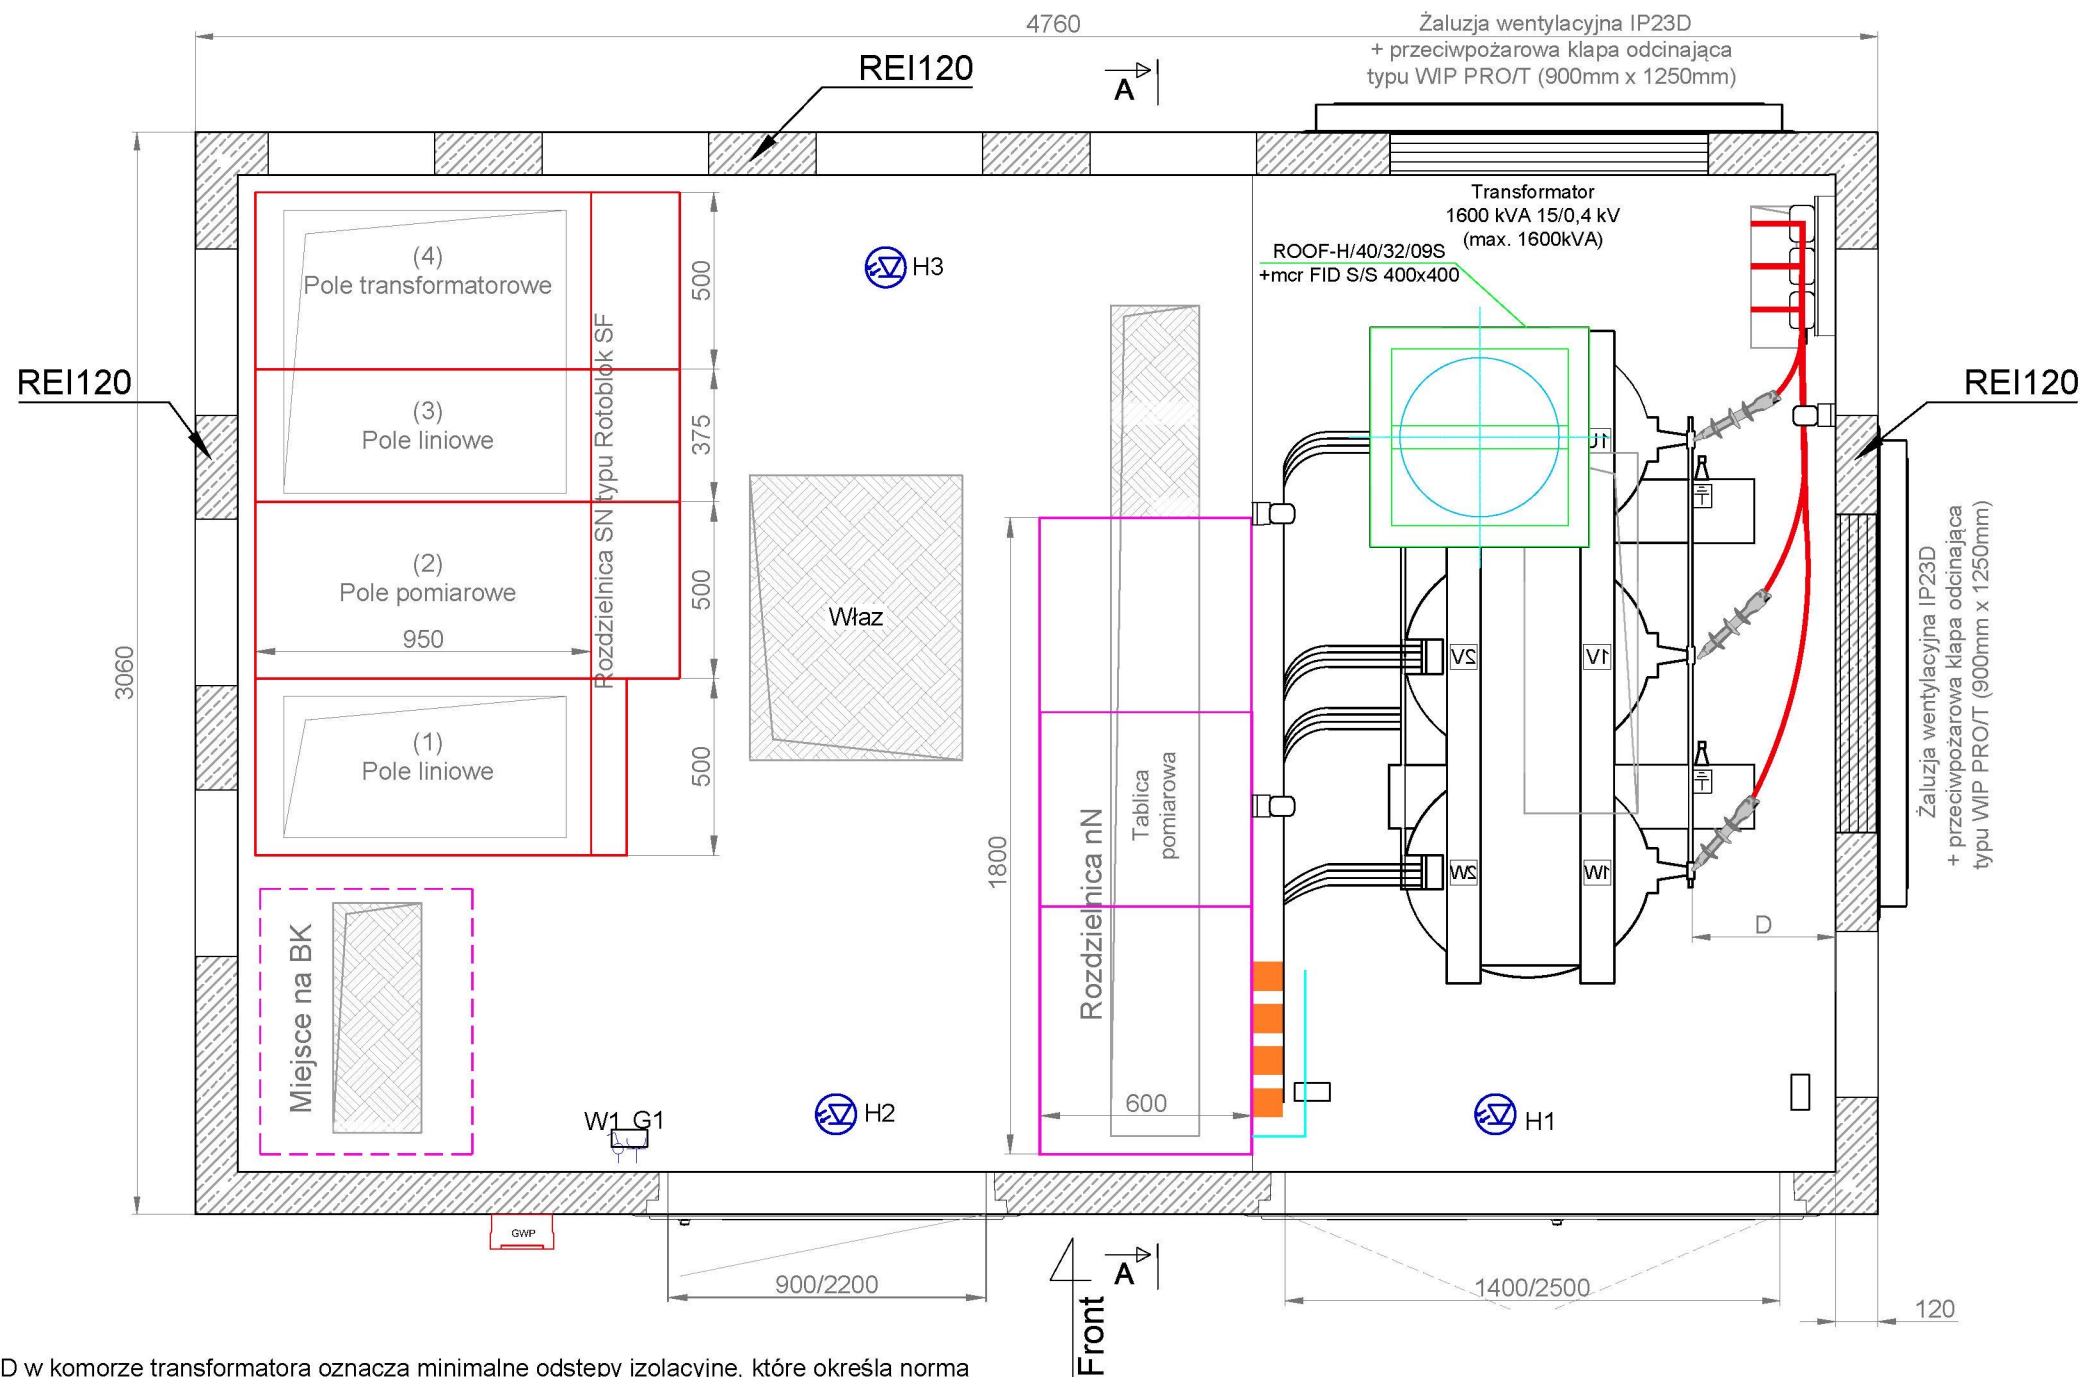 4760
Żaluzja wentylacyjna IP23D
+ przeciwpożarowa klapa odcinająca
typu WIP PRO/T (900mm x 1250mm)
REI120
A
Transformator
1600 kVA 15/0,4 kV
(max. 1600kVA)
ROOF-H/40/32/09S
+mcr FID S/S 400x400
(4)
Pole transformatorowe
500
H3
REI120
REI120
(3)
Pole liniowe
375
Rozdzielnica SN typu Rotoblok SF
1U
(2)
Pole pomiarowe
500
950
Właz
3060
2V
1V
Żaluzja wentylacyjna IP23D
+ przeciwpożarowa klapa odcinająca
typu WIP PRO/T (900mm x 1250mm)
(1)
Pole liniowe
500
Tablica
pomiarowa
Rozdzielnica nN
1800
2W
1W
D
Miejsce na BK
600
W1 G1
H2
H1
GWP
900/2200
A
Front
1400/2500
120
D w komorze transformatora oznacza minimalne odstępy izolacyjne, które określa norma